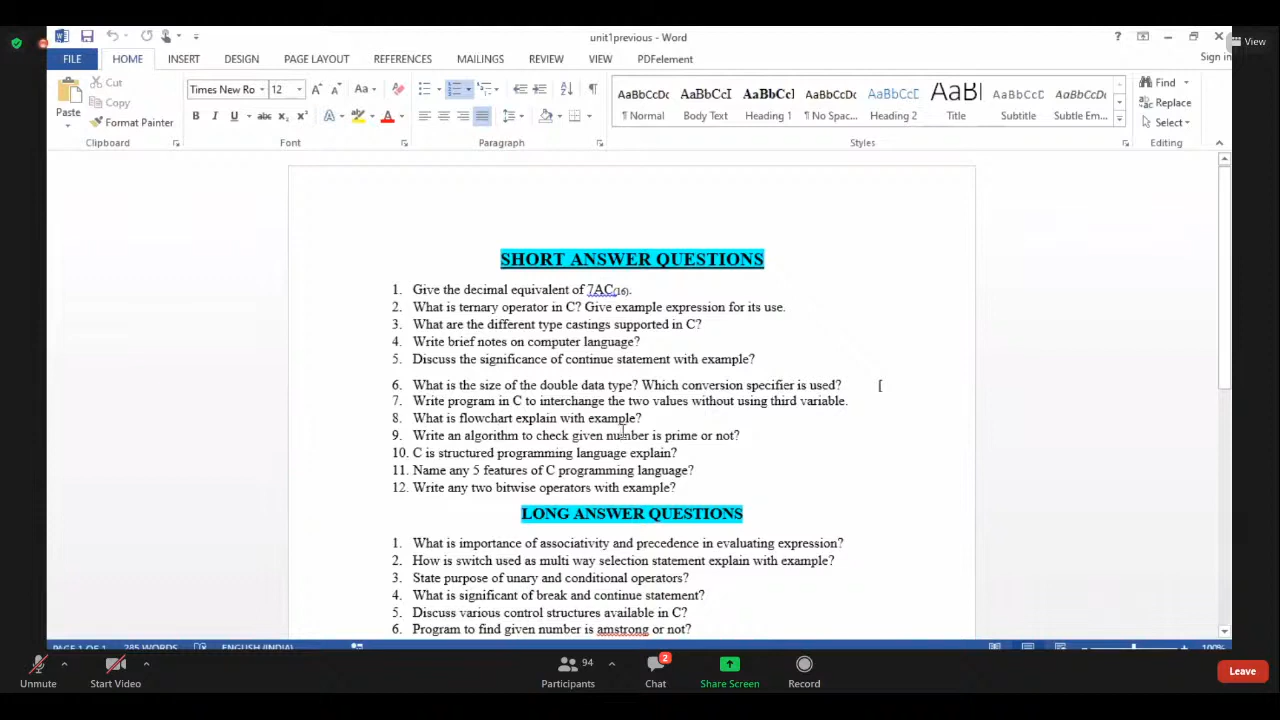 unit1previous - Word
View
Sign in
FILE
HOME
INSERT
DESIGN
PAGE LAYOUT
REFERENCES
MAILINGS
REVIEW
VIEW
PDFelement
Paste
Cut
Copy
Format Painter
Clipboard
Times New Ro
12
Font
Paragraph
AaBbCcDc
¶ Normal
AaBbCcI
Body Text
AaBbCcI
Heading 1
AaBbCcDc
¶ No Spac...
AaBbCcD
Heading 2
AaBl
Title
AaBbCcD
Subtitle
AaBbCcDc
Subtle Em...
Styles
Find
Replace
Select
Editing
SHORT ANSWER QUESTIONS
1. Give the decimal equivalent of 7AC(16).
2. What is ternary operator in C? Give example expression for its use.
3. What are the different type castings supported in C?
4. Write brief notes on computer language?
5. Discuss the significance of continue statement with example?
6. What is the size of the double data type? Which conversion specifier is used? [
7. Write program in C to interchange the two values without using third variable.
8. What is flowchart explain with example?
9. Write an algorithm to check given number is prime or not?
10. C is structured programming language explain?
11. Name any 5 features of C programming language?
12. Write any two bitwise operators with example?
LONG ANSWER QUESTIONS
1. What is importance of associativity and precedence in evaluating expression?
2. How is switch used as multi way selection statement explain with example?
3. State purpose of unary and conditional operators?
4. What is significant of break and continue statement?
5. Discuss various control structures available in C?
6. Program to find given number is amstrong or not?
PAGE 1 OF 1
285 WORDS
ENGLISH (INDIA)
100%
Unmute
Start Video
94
Participants
2
Chat
Share Screen
Record
Leave